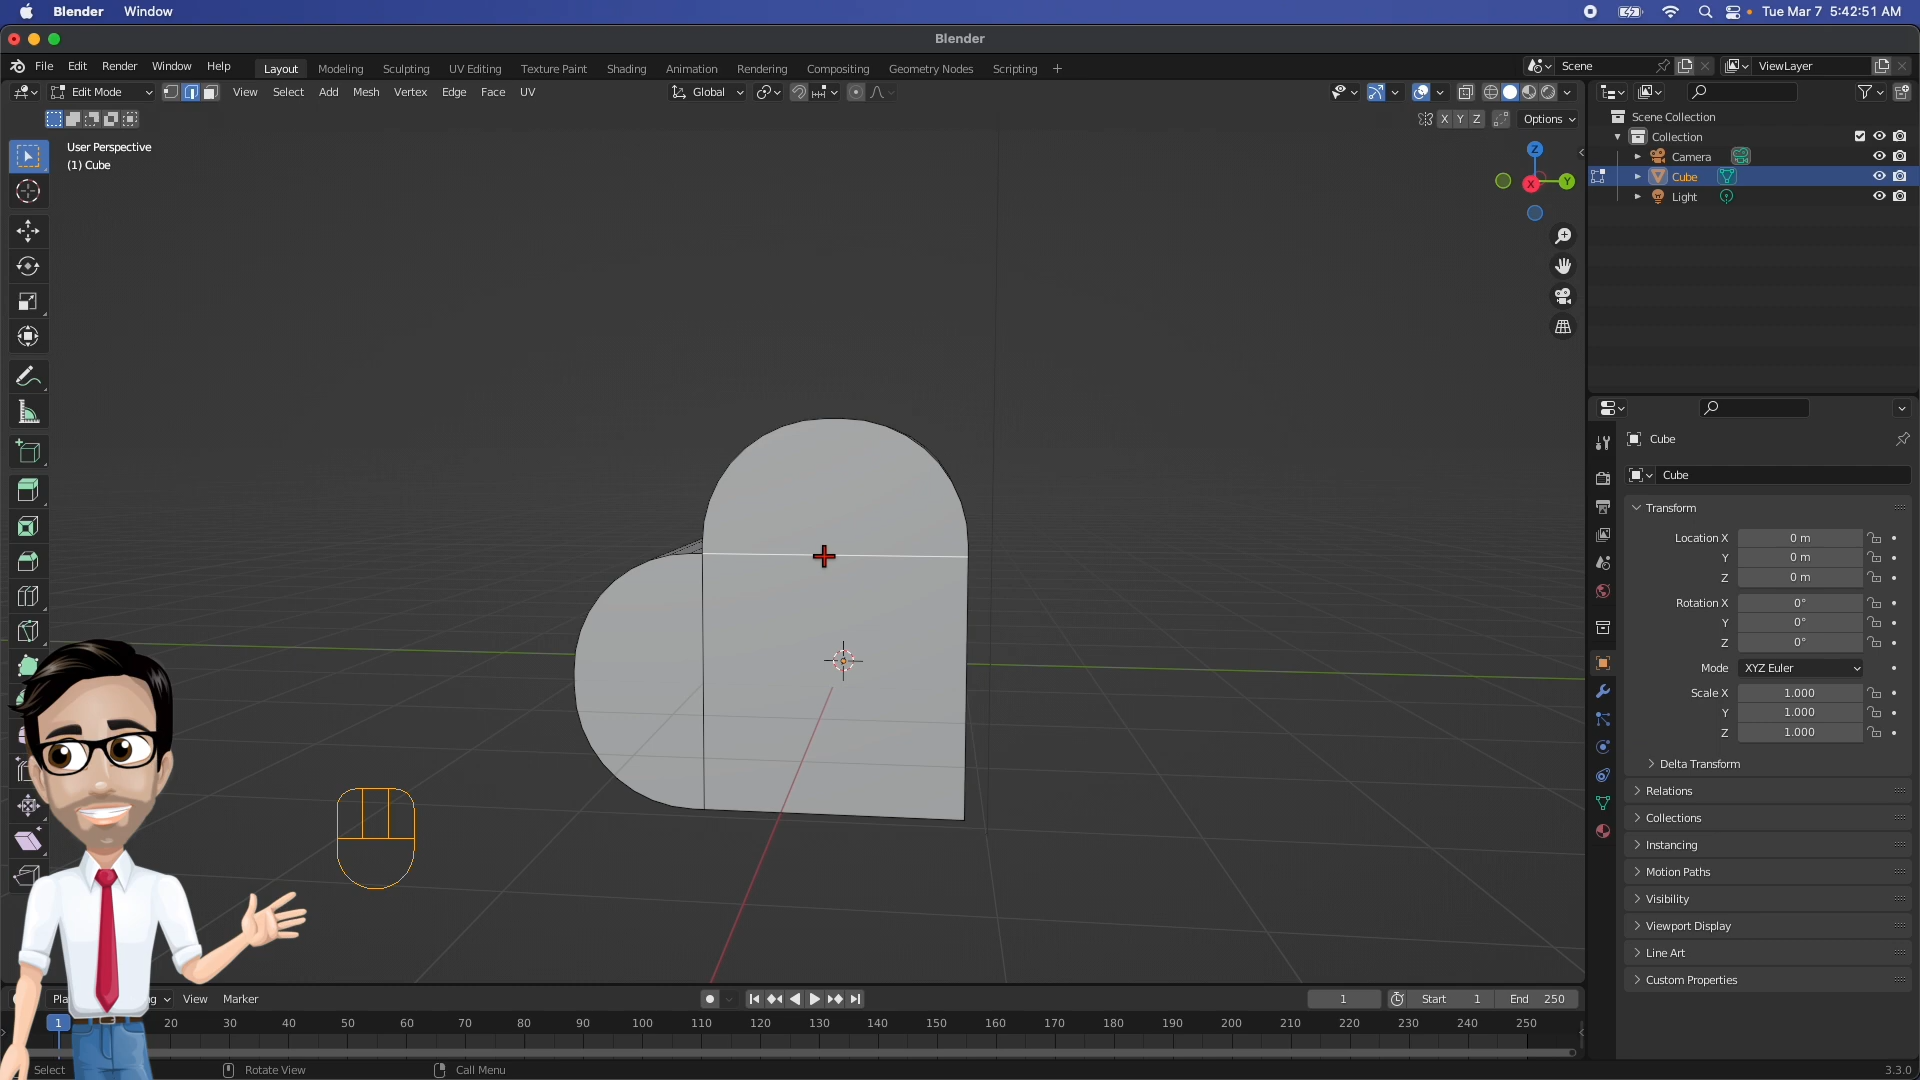 Blender Window Tue Mar 7 5:42:51 AM
Blender
File Edit Render Window Help Layout Modeling Sculpting UV Editing Texture Paint Shading Animation Rendering Compositing Geometry Nodes Scripting + Scene ViewLayer
Edit Mode View Select Add Mesh Vertex Edge Face UV Global
X Y Z Options
User Perspective
(1) Cube
Z
Y
X
Scene Collection
Collection
Camera
Cube
Light
Cube
Cube
Transform
Location X 0 m
Y 0 m
Z 0 m
Rotation X 0°
Y 0°
Z 0°
Mode XYZ Euler
Scale X 1.000
Y 1.000
Z 1.000
Delta Transform
Relations
Collections
Instancing
Motion Paths
Visibility
Viewport Display
Line Art
Custom Properties
View Marker 1 Start 1 End 250
1 20 30 40 50 60 70 80 90 100 110 120 130 140 150 160 170 180 190 200 210 220 230 240 250
Select Rotate View Call Menu 3.3.0